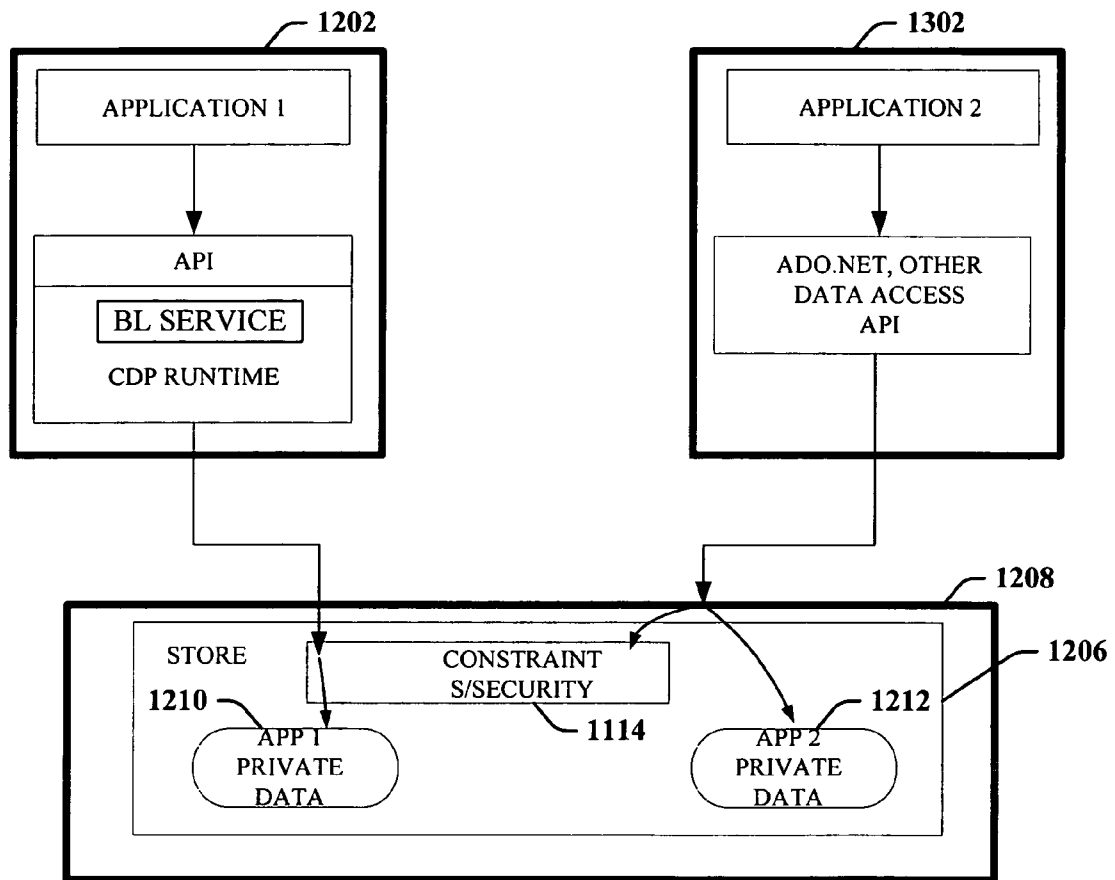 1202
1302
APPLICATION 1
APPLICATION 2
API
BL SERVICE
CDP RUNTIME
ADO.NET, OTHER
DATA ACCESS
API
1208
1206
STORE
CONSTRAINT
S/SECURITY
1210
1114
1212
APP 1
PRIVATE
DATA
APP 2
PRIVATE
DATA